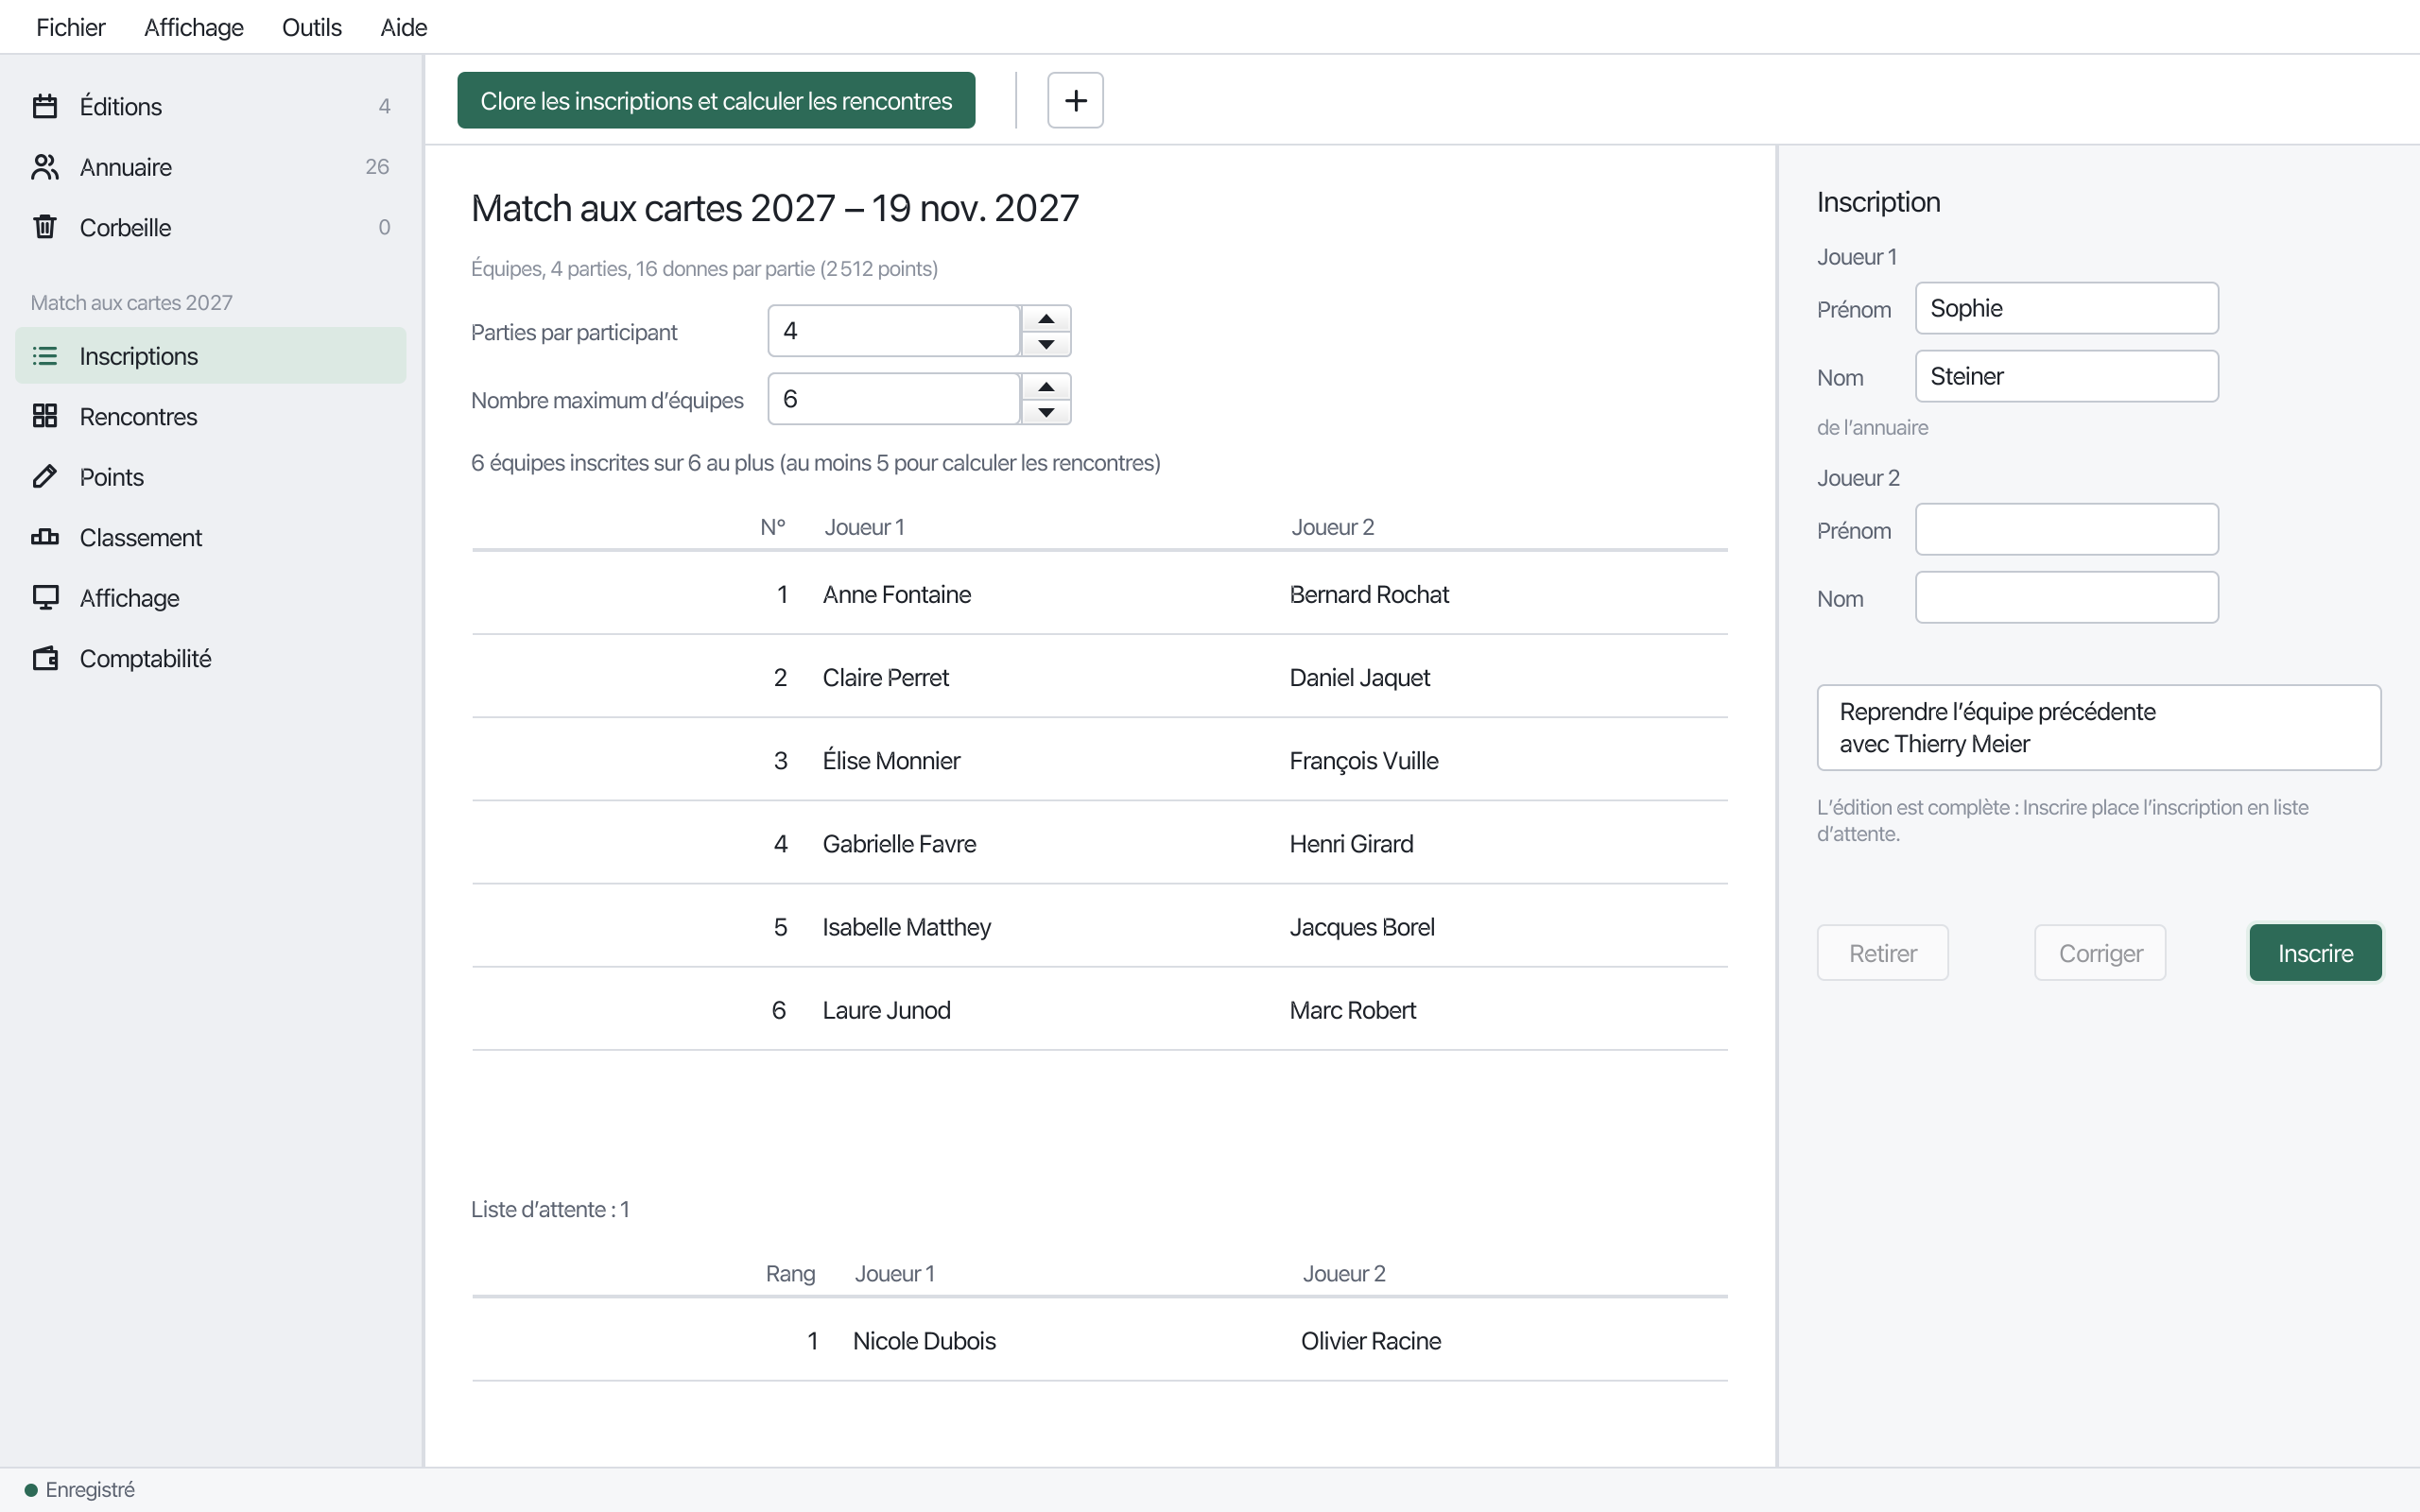 Fichier Affichage Outils Aide
Éditions 4
Annuaire 26
Corbeille 0
Match aux cartes 2027
Inscriptions
Rencontres
Points
Classement
Affichage
Comptabilité
Clore les inscriptions et calculer les rencontres +
Match aux cartes 2027 – 19 nov. 2027
Équipes, 4 parties, 16 donnes par partie (2 512 points)
Parties par participant 4
Nombre maximum d’équipes 6
6 équipes inscrites sur 6 au plus (au moins 5 pour calculer les rencontres)
N° Joueur 1 Joueur 2
1 Anne Fontaine Bernard Rochat
2 Claire Perret Daniel Jaquet
3 Élise Monnier François Vuille
4 Gabrielle Favre Henri Girard
5 Isabelle Matthey Jacques Borel
6 Laure Junod Marc Robert
Liste d’attente : 1
Rang Joueur 1 Joueur 2
1 Nicole Dubois Olivier Racine
Inscription
Joueur 1
Prénom Sophie
Nom Steiner
de l’annuaire
Joueur 2
Prénom
Nom
Reprendre l’équipe précédente
avec Thierry Meier
L’édition est complète : Inscrire place l’inscription en liste
d’attente.
Retirer Corriger Inscrire
Enregistré